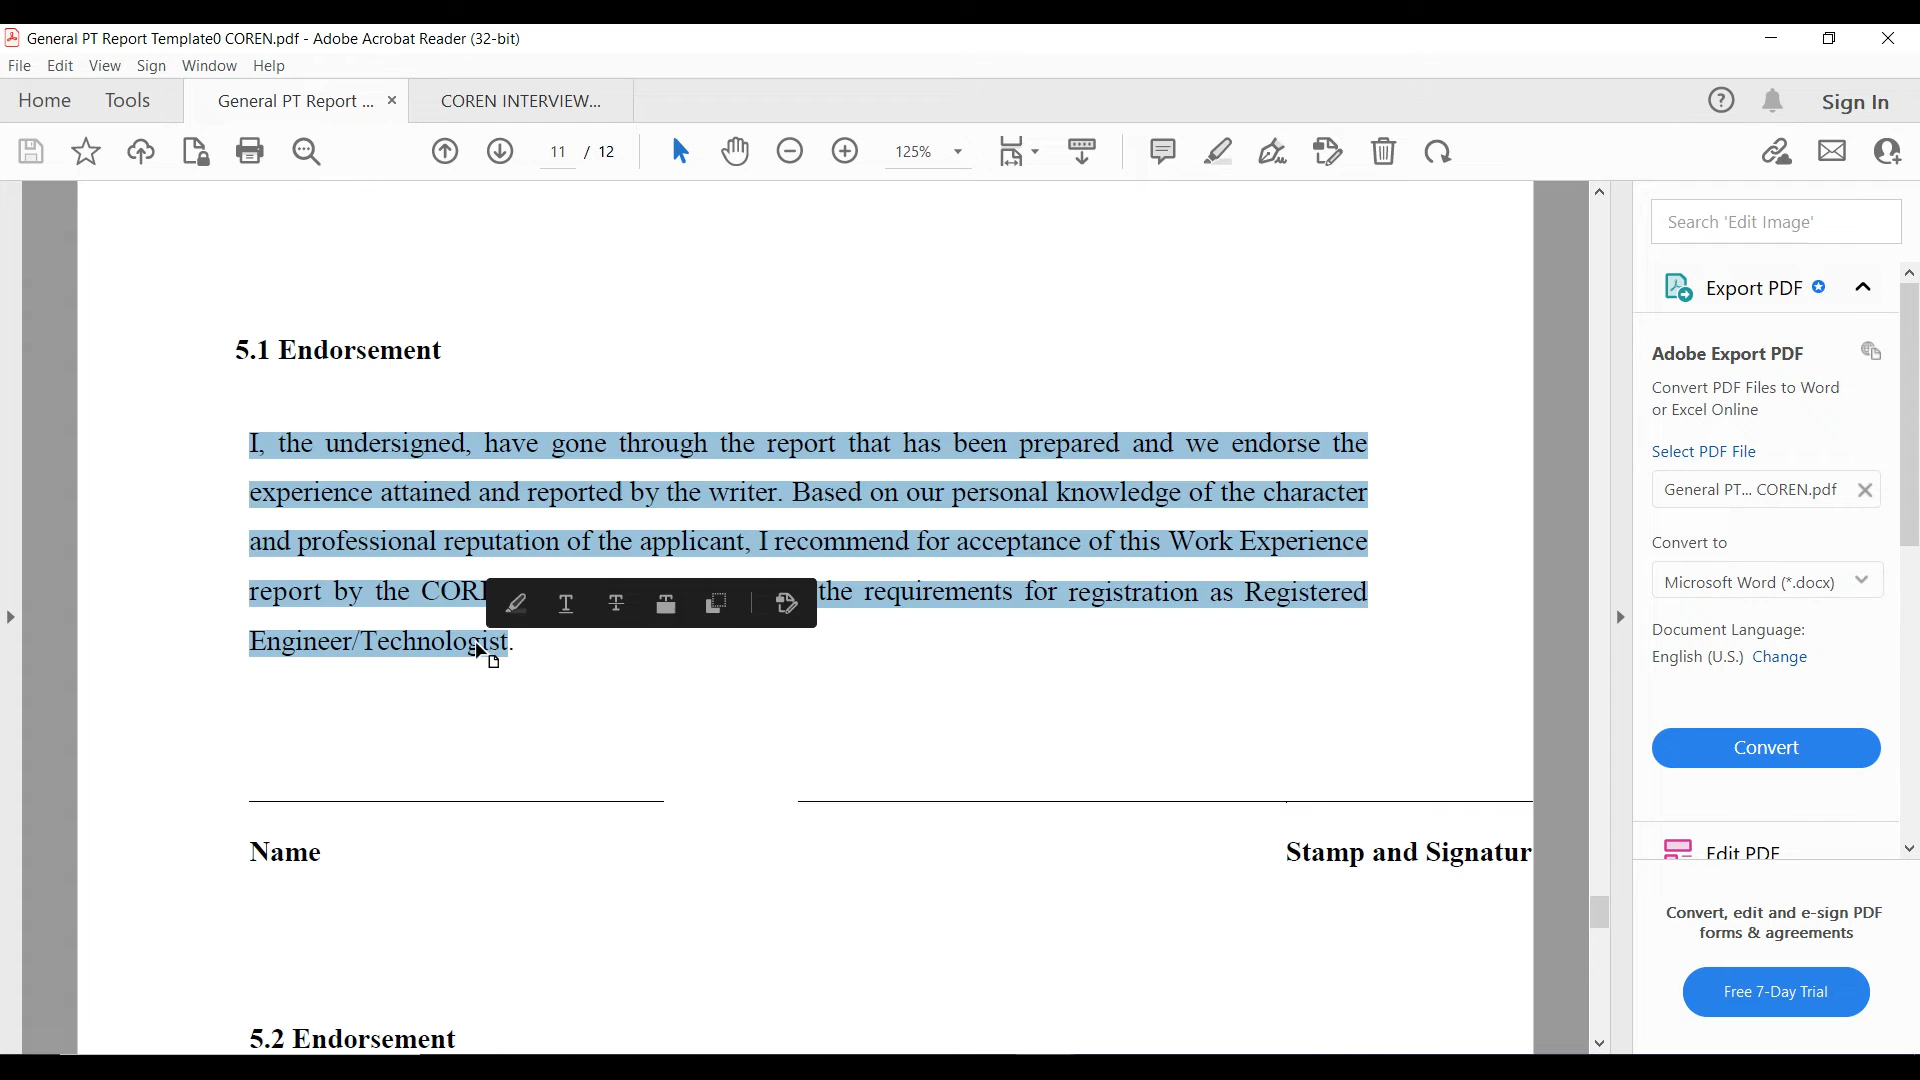 General PT Report Template0 COREN.pdf - Adobe Acrobat Reader (32-bit)
File Edit View Sign Window Help
Home Tools General PT Report ... × COREN INTERVIEW... Sign In
11 / 12 125%
Search 'Edit Image'
Export PDF
5.1 Endorsement
Adobe Export PDF
Convert PDF Files to Word
or Excel Online
I, the undersigned, have gone through the report that has been prepared and we endorse the
Select PDF File
experience attained and reported by the writer. Based on our personal knowledge of the character
General PT... COREN.pdf
and professional reputation of the applicant, I recommend for acceptance of this Work Experience
Convert to
report by the the requirements for registration as Registered
Microsoft Word (*.docx)
Engineer/Technologist.
Document Language:
English (U.S.) Change
Convert
Name Stamp and Signatur
Edit PDF
Convert, edit and e-sign PDF
forms & agreements
Free 7-Day Trial
5.2 Endorsement